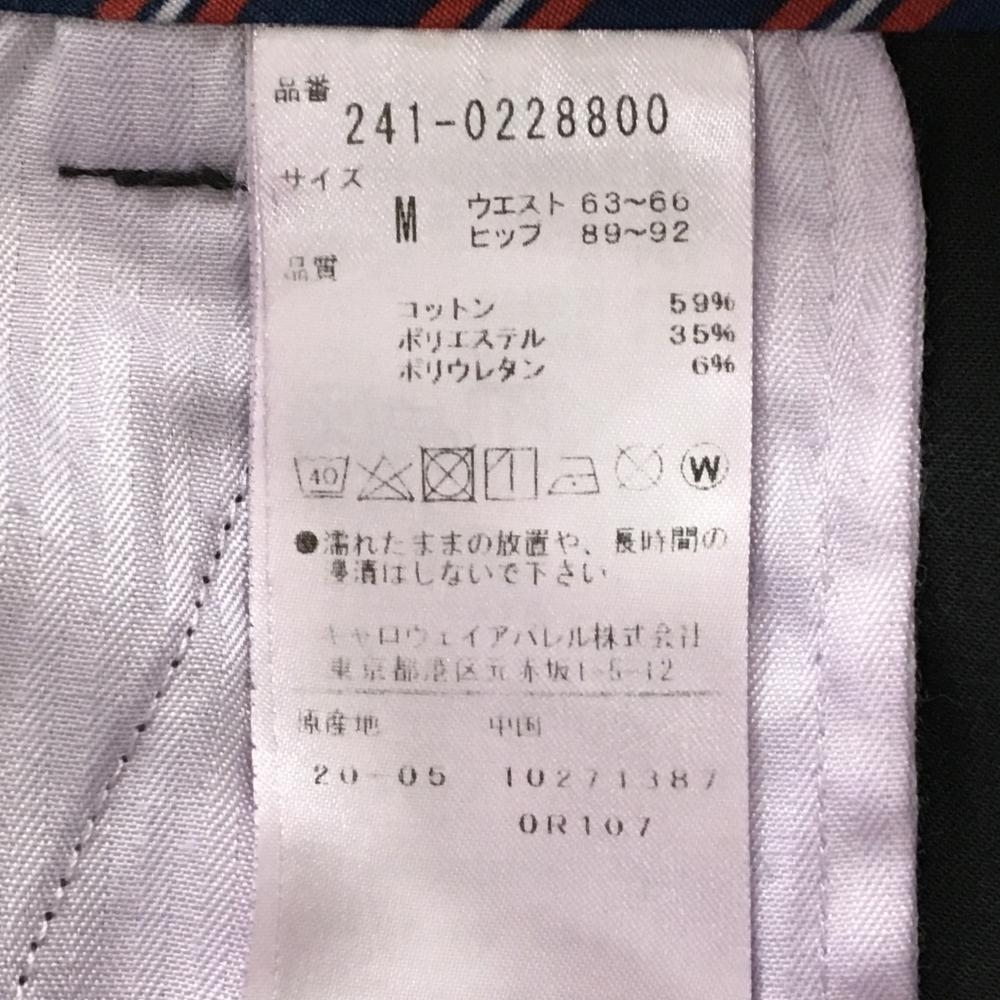 品番
241-0228800
サイズ
M ウエスト 63～66
ヒップ 89～92
品質
コットン 59%
ポリエステル 35%
ポリウレタン 6%
40 W
●濡れたままの放置や、長時間の
浸漬はしないで下さい
キャロウェイアパレル株式会社
東京都港区元赤坂1-5-12
原産地 中国
20-05 10271387
0R107